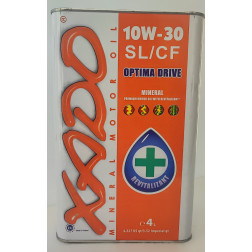 XADO®
MINERAL MOTOR OIL
10W-30
SL/CF
OPTIMA DRIVE
MINERAL
REVITALIZANT
4